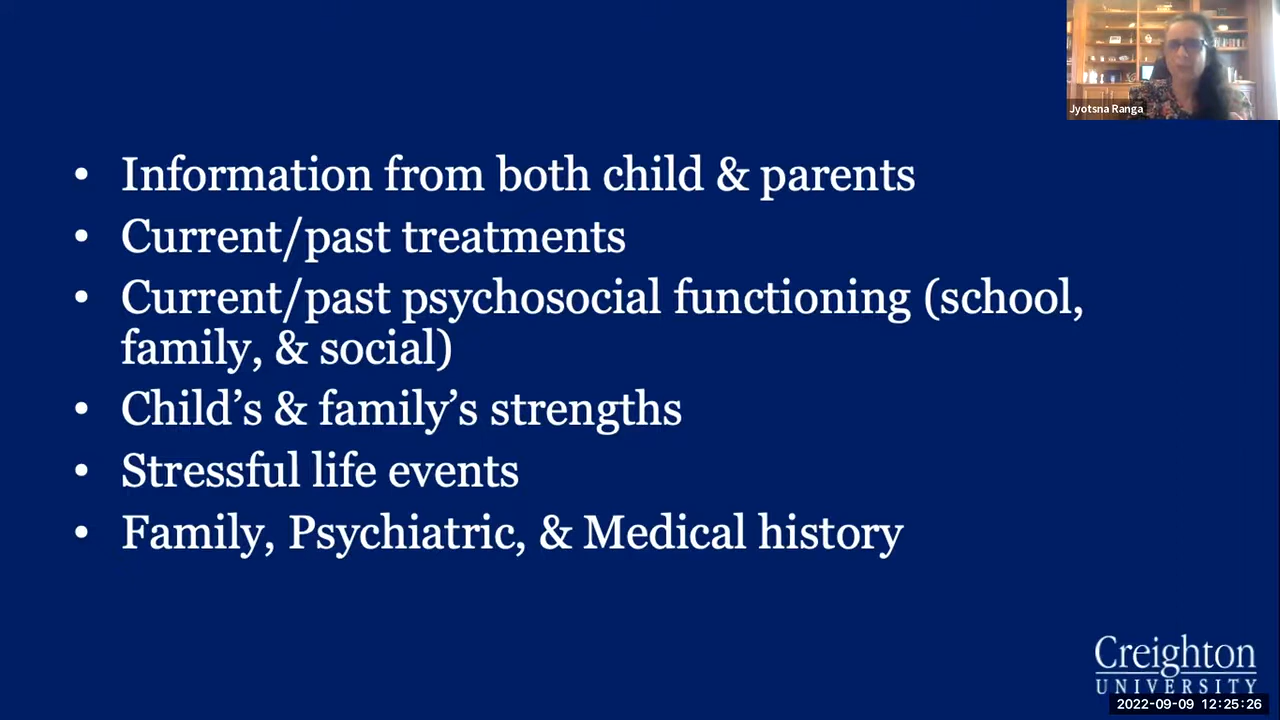 Jyotsna Ranga
• Information from both child & parents
• Current/past treatments
• Current/past psychosocial functioning (school,
family, & social)
• Child’s & family’s strengths
• Stressful life events
• Family, Psychiatric, & Medical history
Creighton
UNIVERSITY
2022-09-09 12:25:26